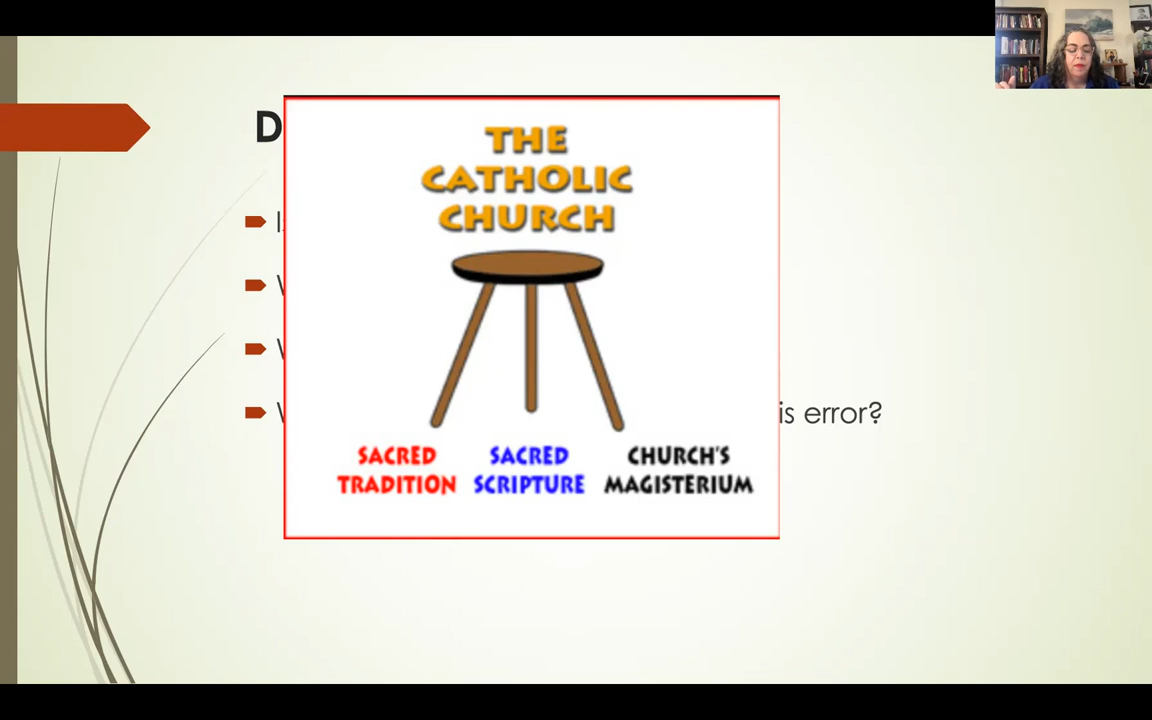 D
THE
CATHOLIC
CHURCH
is error?
SACRED SACRED CHURCH'S
TRADITION SCRIPTURE MAGISTERIUM